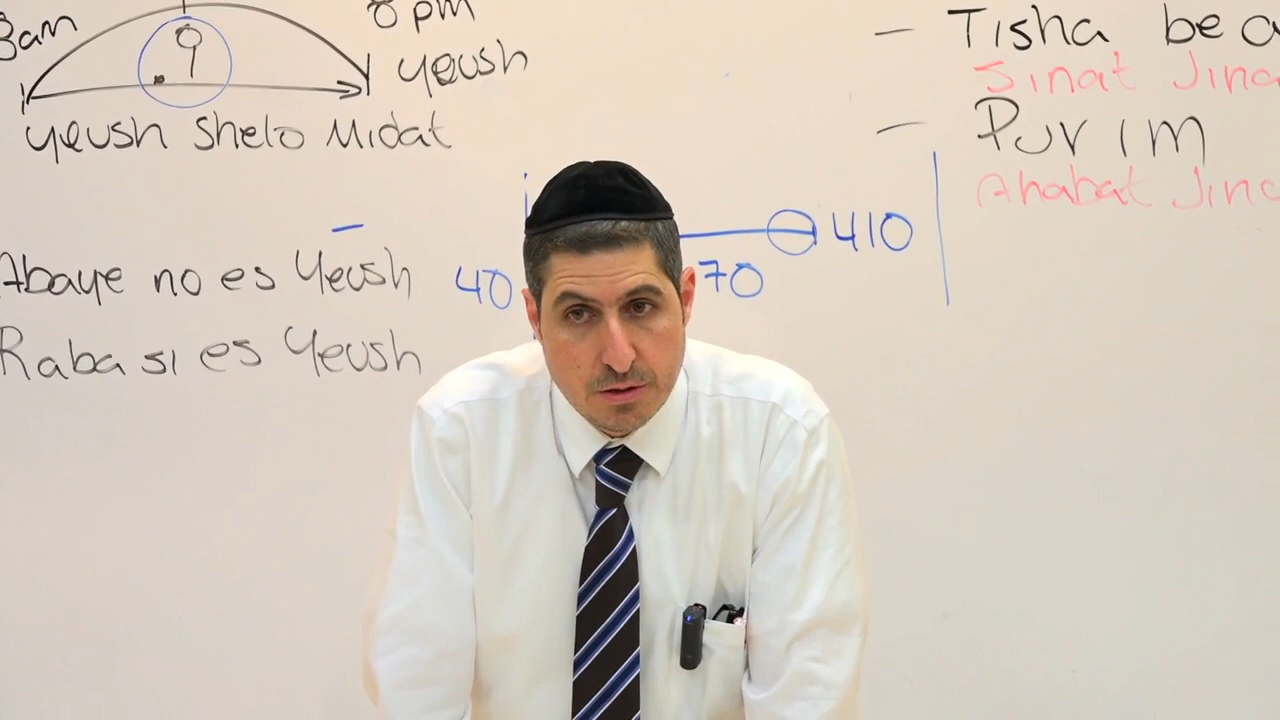 8am
8 pm
yeush
yeush shelo Midat
Abaye no es Yeush
Raba si es Yeush
40
70
410
- Tisha be a
Sinat Jina
- Purim
Ahabat Jina